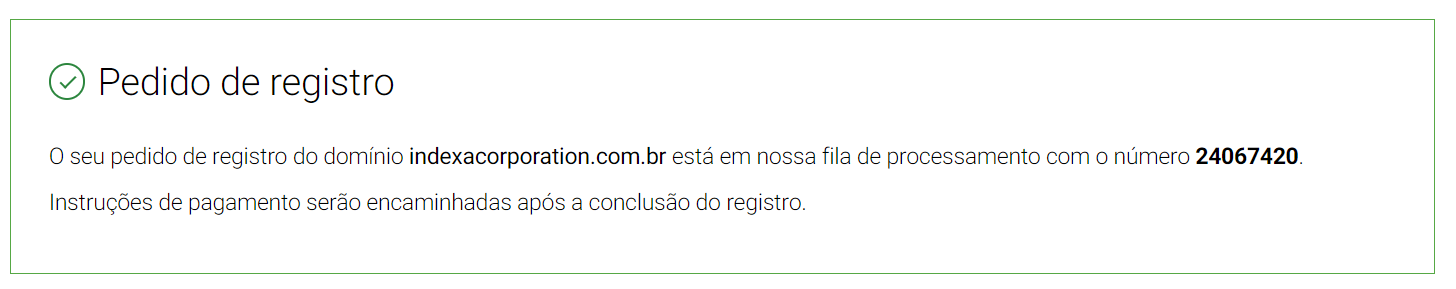 Pedido de registro
O seu pedido de registro do domínio indexacorporation.com.br está em nossa fila de processamento com o número 24067420.
Instruções de pagamento serão encaminhadas após a conclusão do registro.